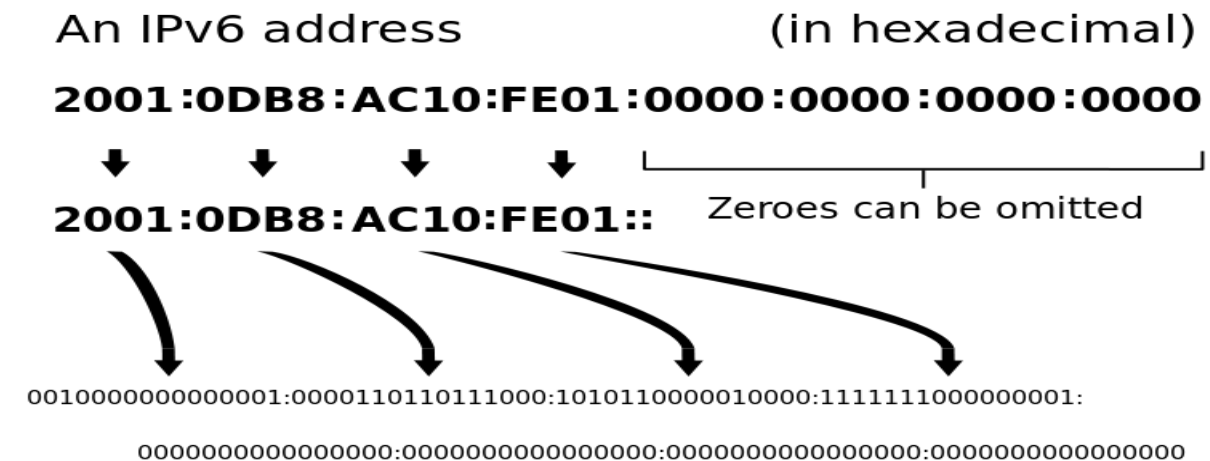 An IPv6 address (in hexadecimal)
2001:0DB8:AC10:FE01:0000:0000:0000:0000
2001:0DB8:AC10:FE01::
Zeroes can be omitted
0010000000000001:0000110110111000:1010110000010000:1111111000000001:
0000000000000000:0000000000000000:0000000000000000:0000000000000000